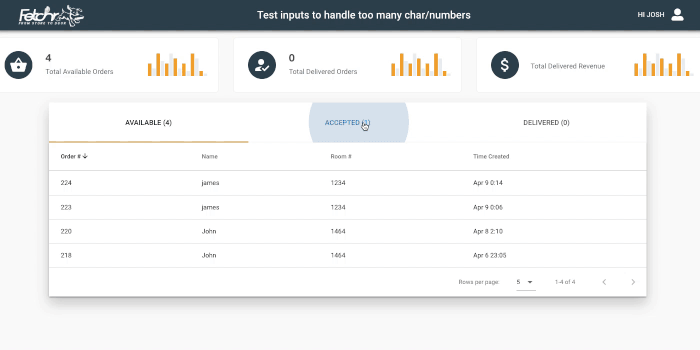 Fetchr
FROM STORE TO DOOR
Test inputs to handle too many char/numbers
HI JOSH
4
Total Available Orders
0
Total Delivered Orders
$
Total Delivered Revenue
AVAILABLE (4)
ACCEPTED
DELIVERED (0)
Order # Name Room # Time Created
224 james 1234 Apr 9 0:14
223 james 1234 Apr 9 0:06
220 John 1464 Apr 8 2:10
218 John 1464 Apr 6 23:05
Rows per page: 5 1-4 of 4